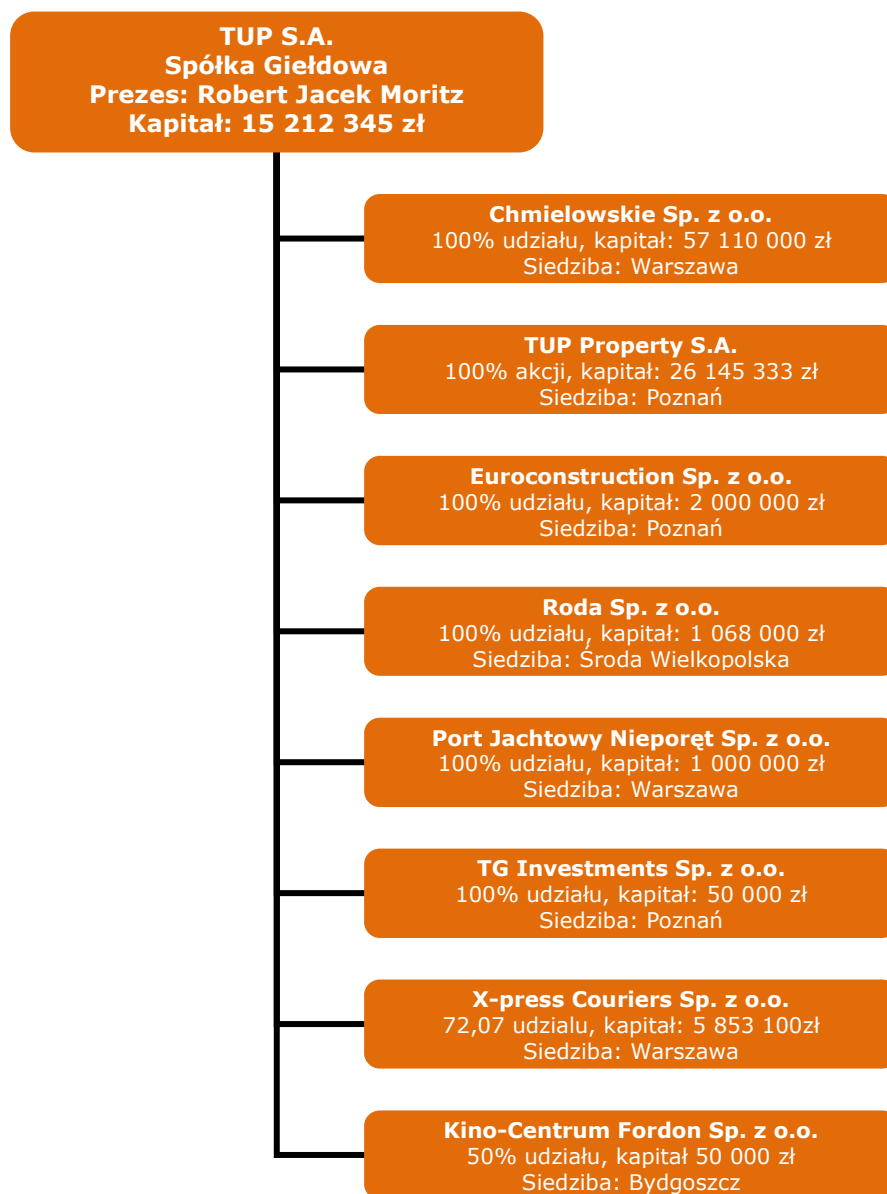 TUP S.A.
Spółka Giełdowa
Prezes: Robert Jacek Moritz
Kapitał: 15 212 345 zł
Chmielowskie Sp. z o.o.
100% udziału, kapitał: 57 110 000 zł
Siedziba: Warszawa
TUP Property S.A.
100% akcji, kapitał: 26 145 333 zł
Siedziba: Poznań
Euroconstruction Sp. z o.o.
100% udziału, kapitał: 2 000 000 zł
Siedziba: Poznań
Roda Sp. z o.o.
100% udziału, kapitał: 1 068 000 zł
Siedziba: Środa Wielkopolska
Port Jachtowy Nieporęt Sp. z o.o.
100% udziału, kapitał: 1 000 000 zł
Siedziba: Warszawa
TG Investments Sp. z o.o.
100% udziału, kapitał: 50 000 zł
Siedziba: Poznań
X-press Couriers Sp. z o.o.
72,07 udzialu, kapitał: 5 853 100zł
Siedziba: Warszawa
Kino-Centrum Fordon Sp. z o.o.
50% udziału, kapitał 50 000 zł
Siedziba: Bydgoszcz